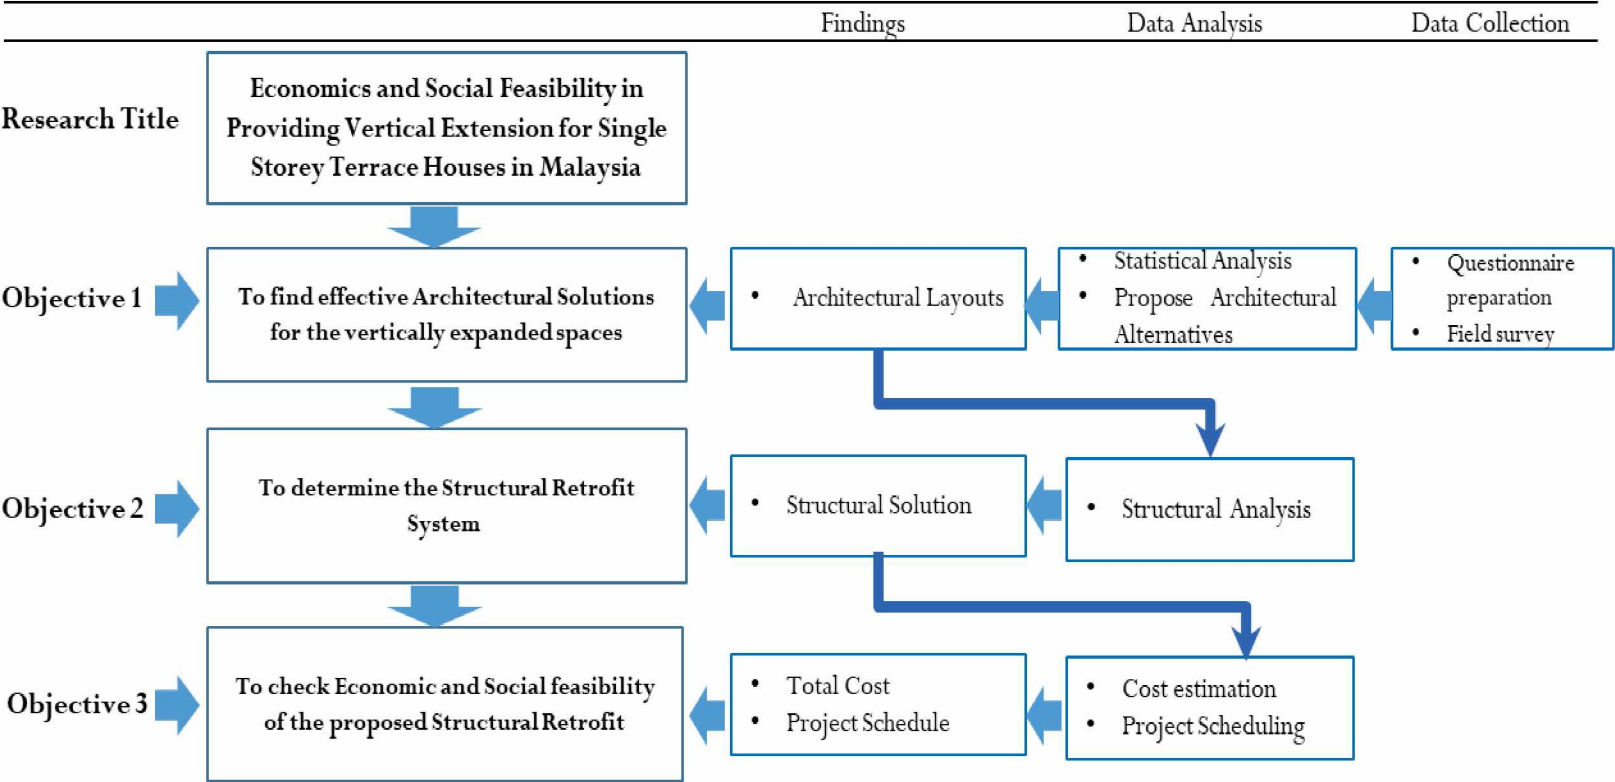 Findings
Data Analysis
Data Collection
Research Title
Economics and Social Feasibility in
Providing Vertical Extension for Single
Storey Terrace Houses in Malaysia
Objective 1
To find effective Architectural Solutions
for the vertically expanded spaces
• Architectural Layouts
• Statistical Analysis
• Propose Architectural
Alternatives
• Questionnaire
preparation
• Field survey
Objective 2
To determine the Structural Retrofit
System
• Structural Solution
• Structural Analysis
Objective 3
To check Economic and Social feasibility
of the proposed Structural Retrofit
• Total Cost
• Project Schedule
• Cost estimation
• Project Scheduling